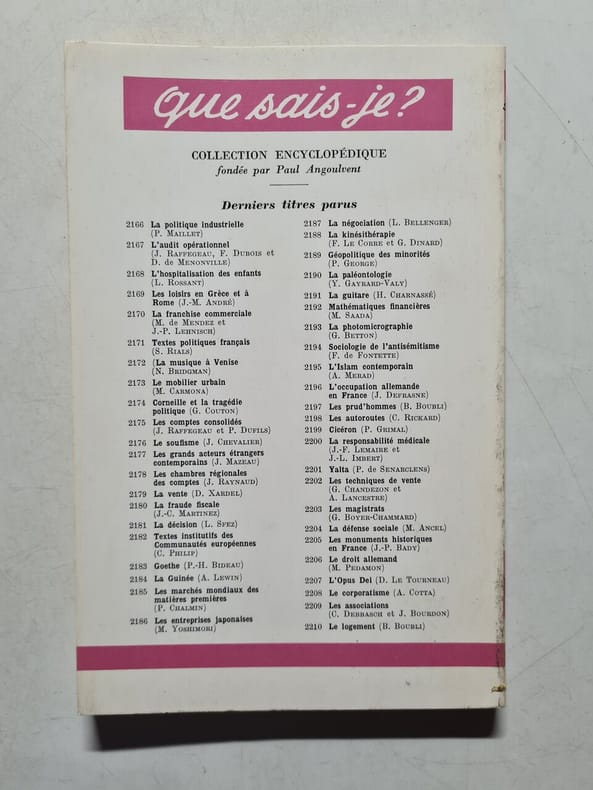 Que sais-je?
COLLECTION ENCYCLOPÉDIQUE
fondée par Paul Angoulvent
Derniers titres parus
2166 La politique industrielle
(P. MAILLET)
2167 L'audit opérationnel
(J. RAFFEGEAU, F. DUBOIS et
D. DE MENONVILLE)
2168 L'hospitalisation des enfants
(L. ROSSANT)
2169 Les loisirs en Grèce et à
Rome (J.-M. ANDRÉ)
2170 La franchise commerciale
(M. DE MENDEZ et
J.-P. LEHNISCH)
2171 Textes politiques français
(S. RIALS)
2172 (La musique à Venise
(N. BRIDGMAN)
2173 Le mobilier urbain
(M. CARMONA)
2174 Corneille et la tragédie
politique (G. COUTON)
2175 Les comptes consolidés
(J. RAFFEGEAU et P. DUFILS)
2176 Le soufisme (J. CHEVALIER)
2177 Les grands acteurs étrangers
contemporains (J. MAZEAU)
2178 Les chambres régionales
des comptes (J. RAYNAUD)
2179 La vente (D. XARDEL)
2180 La fraude fiscale
(J.-C. MARTINEZ)
2181 La décision (L. SFEZ)
2182 Textes institutifs des
Communautés européennes
(C. PHILIP)
2183 Goethe (P.-H. BIDEAU)
2184 La Guinée (A. LEWIN)
2185 Les marchés mondiaux des
matières premières
(P. CHALMIN)
2186 Les entreprises japonaises
(M. YOSHIMORI)
2187 La négociation (L. BELLENGER)
2188 La kinésithérapie
(F. LE CORRE et G. DINARD)
2189 Géopolitique des minorités
(P. GEORGE)
2190 La paléontologie
(Y. GAYRARD-VALY)
2191 La guitare (H. CHARNASSÉ)
2192 Mathématiques financières
(M. SAADA)
2193 La photomicrographie
(G. BETTON)
2194 Sociologie de l'antisémitisme
(F. DE FONTETTE)
2195 L'Islam contemporain
(A. MERAD)
2196 L'occupation allemande
en France (J. DEFRASNE)
2197 Les prud'hommes (B. BOUBLI)
2198 Les autoroutes (C. RICKARD)
2199 Cicéron (P. GRIMAL)
2200 La responsabilité médicale
(J.-F. LEMAIRE et
J.-L. IMBERT)
2201 Yalta (P. DE SENARCLENS)
2202 Les techniques de vente
(G. CHANDEZON et
A. LANCESTRE)
2203 Les magistrats
(G. BOYER-CHAMMARD)
2204 La défense sociale (M. ANCEL)
2205 Les monuments historiques
en France (J.-P. BADY)
2206 Le droit allemand
(M. PEDAMON)
2207 L'Opus Dei (D. LE TOURNEAU)
2208 Le corporatisme (A. COTTA)
2209 Les associations
(C. DEBBASCH et J. BOURDON)
2210 Le logement (B. BOUBLI)